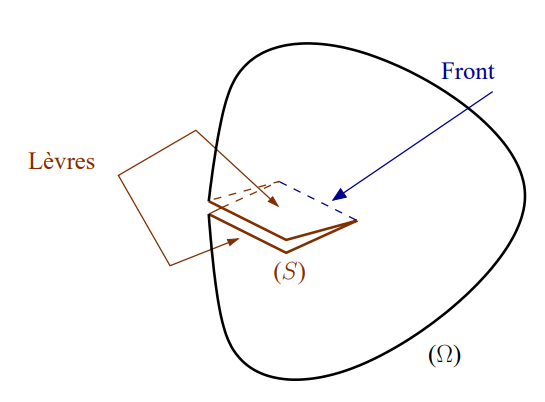 Front
Lèvres
(S)
(Ω)